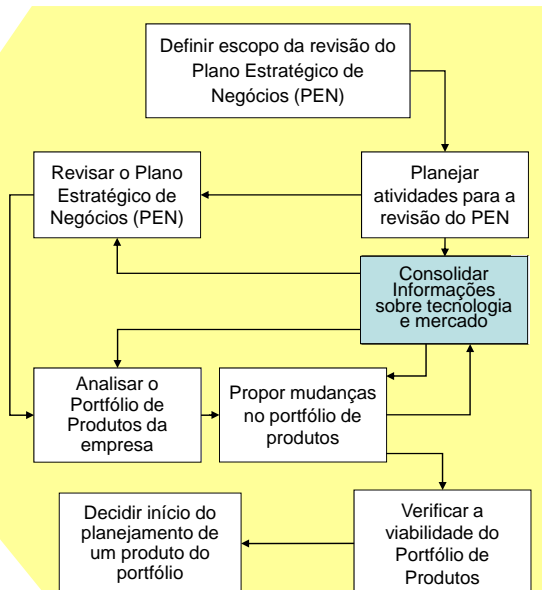 Definir escopo da revisão do
Plano Estratégico de
Negócios (PEN)
Revisar o Plano
Estratégico de
Negócios (PEN)
Planejar
atividades para a
revisão do PEN
Consolidar
Informações
sobre tecnologia
e mercado
Analisar o
Portfólio de
Produtos da
empresa
Propor mudanças
no portfólio de
produtos
Decidir início do
planejamento de
um produto do
portfólio
Verificar a
viabilidade do
Portfólio de
Produtos